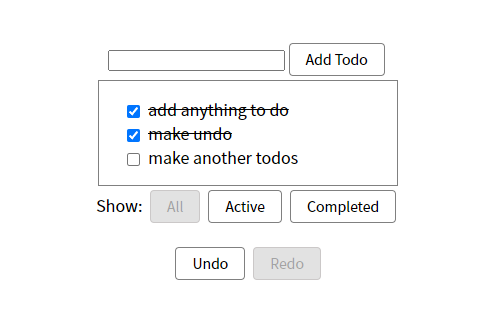 Add Todo
add anything to do
make undo
make another todos
Show: All Active Completed
Undo Redo